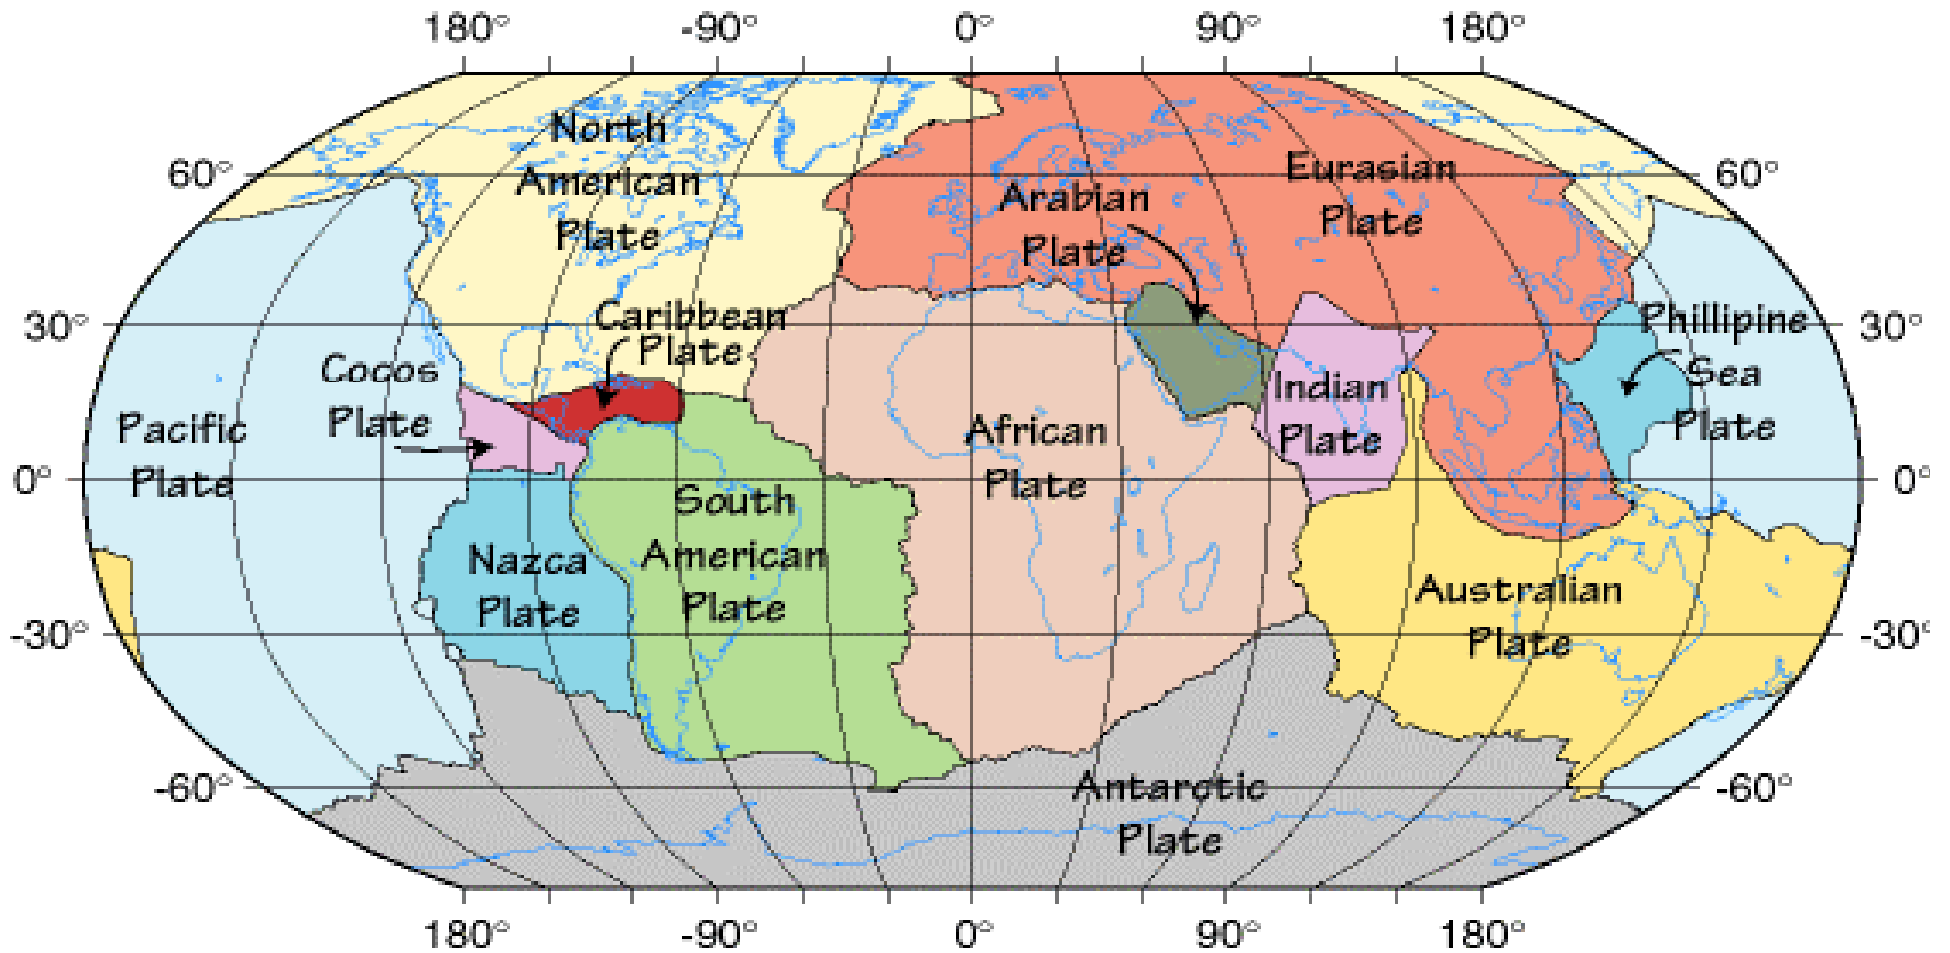 180° -90° 0° 90° 180°
North
American
Plate
60°
Eurasian
Plate
60°
Arabian
Plate
30°
Caribbean
Plate
Phillipine
Sea
Plate
30°
Cocos
Plate
Indian
Plate
Pacific
Plate
African
Plate
0°
0°
South
American
Plate
Nazca
Plate
Australian
Plate
-30°
-30°
-60°
Antarctic
Plate
-60°
180° -90° 0° 90° 180°